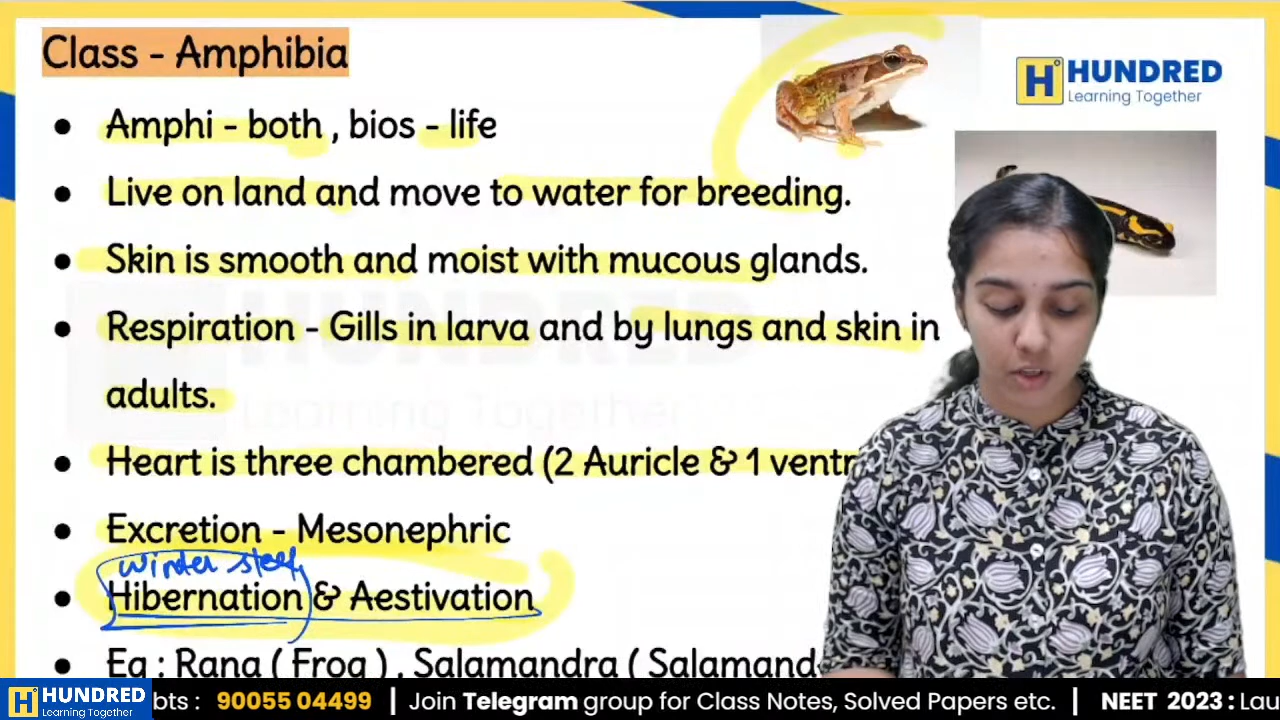 Class - Amphibia
HUNDRED
Learning Together
● Amphi - both , bios - life
● Live on land and move to water for breeding.
● Skin is smooth and moist with mucous glands.
● Respiration - Gills in larva and by lungs and skin in
adults.
● Heart is three chambered (2 Auricle & 1 ventr
● Excretion - Mesonephric
winter sleep
● Hibernation & Aestivation
● Eg : Rana ( Frog ) , Salamandra ( Salamand
HUNDRED
Learning Together
bts : 90055 04499 | Join Telegram group for Class Notes, Solved Papers etc. | NEET 2023 : Lau